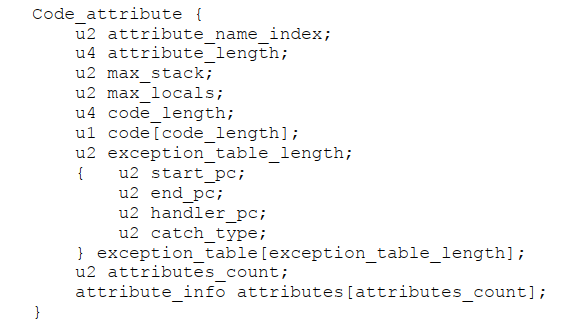 Code_attribute {
    u2 attribute_name_index;
    u4 attribute_length;
    u2 max_stack;
    u2 max_locals;
    u4 code_length;
    u1 code[code_length];
    u2 exception_table_length;
    {   u2 start_pc;
        u2 end_pc;
        u2 handler_pc;
        u2 catch_type;
    } exception_table[exception_table_length];
    u2 attributes_count;
    attribute_info attributes[attributes_count];
}